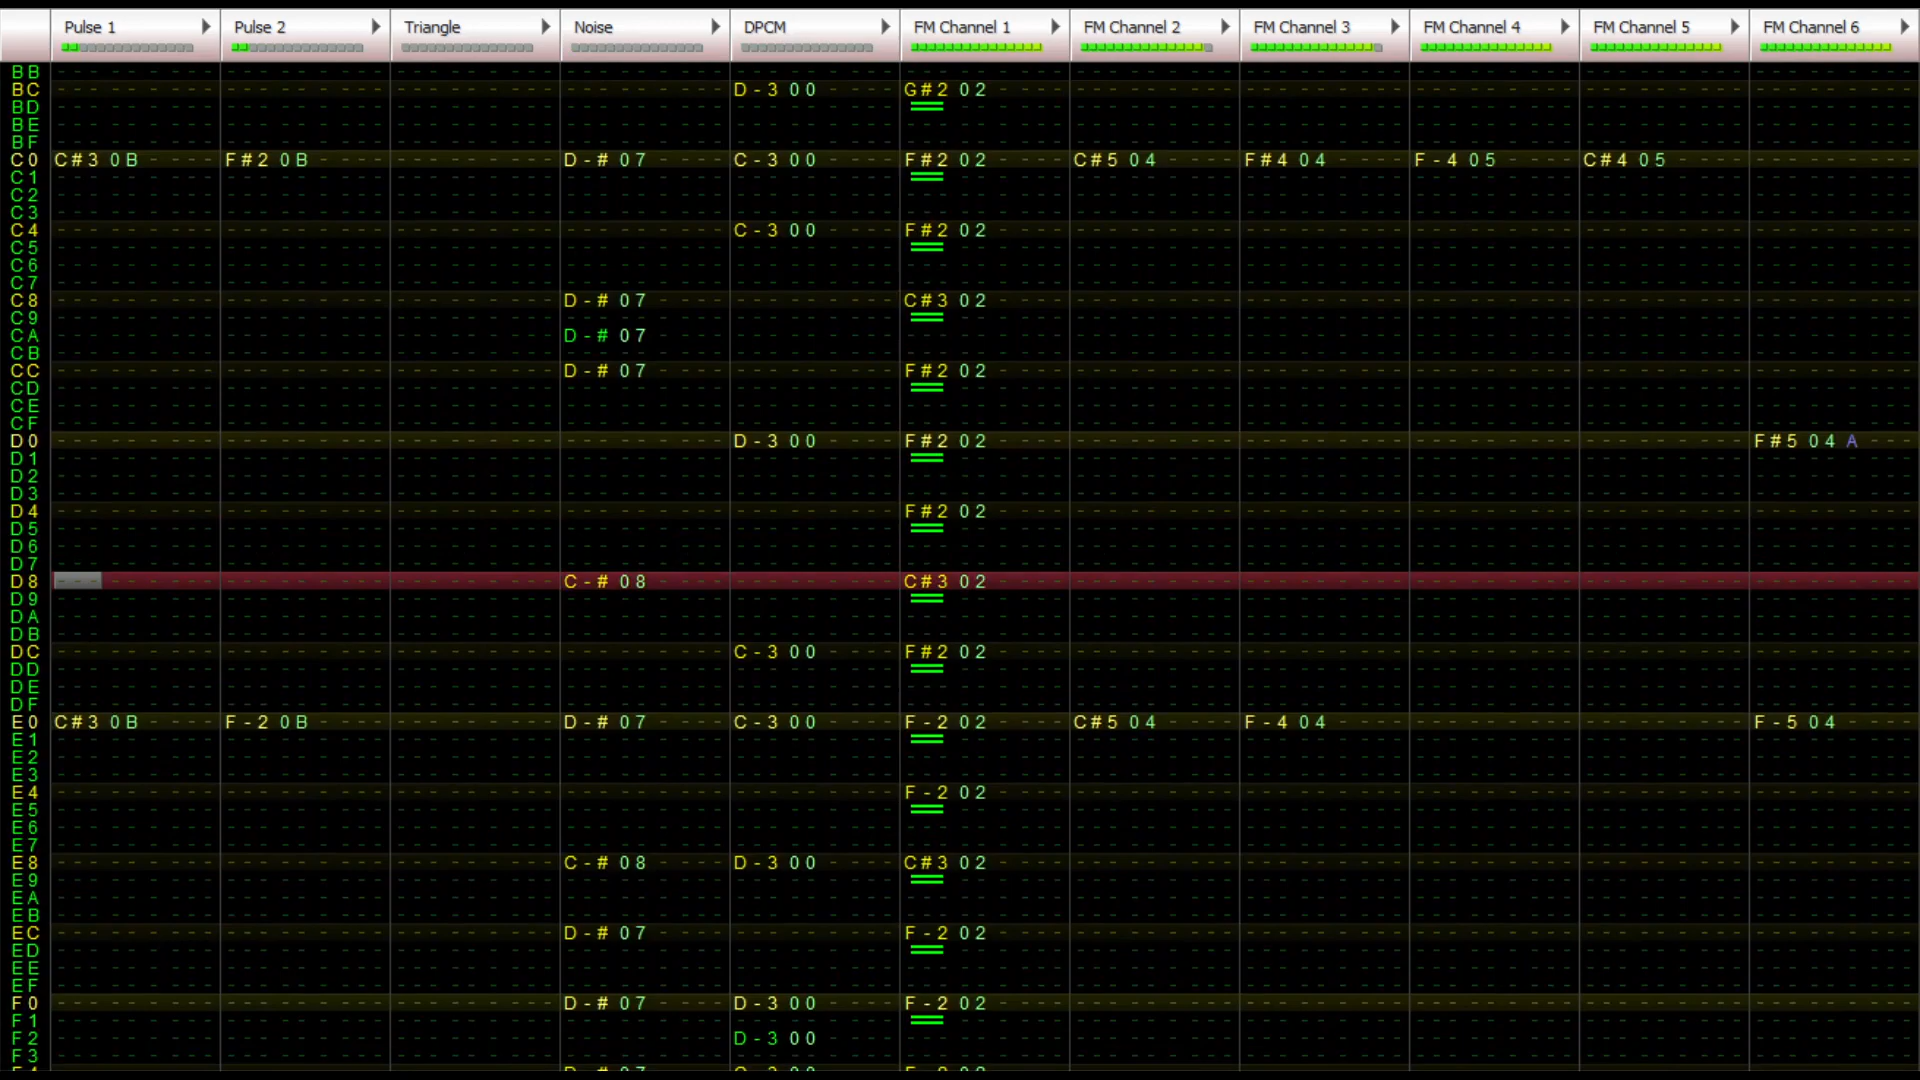 Pulse 1 Pulse 2 Triangle Noise DPCM FM Channel 1 FM Channel 2 FM Channel 3 FM Channel 4 FM Channel 5 FM Channel 6
BB
BC D-3 00 G#2 02
BD
BE
BF
C0 C#3 0B F#2 0B D-# 07 C-3 00 F#2 02 C#5 04 F#4 04 F-4 05 C#4 05
C1
C2
C3
C4 C-3 00 F#2 02
C5
C6
C7
C8 D-# 07 C#3 02
C9
CA D-# 07
CB
CC D-# 07 F#2 02
CD
CE
CF
D0 D-3 00 F#2 02 F#5 04 A
D1
D2
D3
D4 F#2 02
D5
D6
D7
D8 C-# 08 C#3 02
D9
DA
DB
DC C-3 00 F#2 02
DD
DE
DF
E0 C#3 0B F-2 0B D-# 07 C-3 00 F-2 02 C#5 04 F-4 04 F-5 04
E1
E2
E3
E4 F-2 02
E5
E6
E7
E8 C-# 08 D-3 00 C#3 02
E9
EA
EB
EC D-# 07 F-2 02
ED
EE
EF
F0 D-# 07 D-3 00 F-2 02
F1
F2 D-3 00
F3